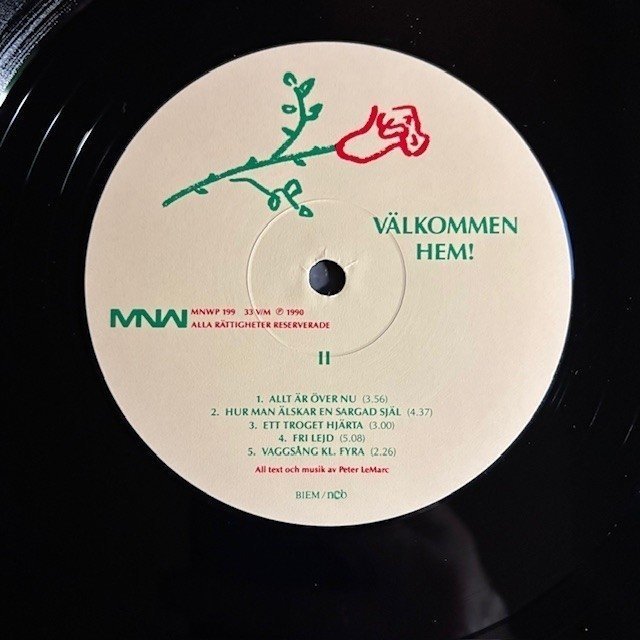 VÄLKOMMEN
HEM!
MNW
MNWP 199 33 V/M ℗ 1990
ALLA RÄTTIGHETER RESERVERADE
II
1. ALLT ÄR ÖVER NU (3.56)
2. HUR MAN ÄLSKAR EN SARGAD SJÄL (4.37)
3. ETT TROGET HJÄRTA (3.00)
4. FRI LEJD (5.08)
5. VAGGSÅNG KL. FYRA (2.26)
All text och musik av Peter LeMarc
BIEM / ncb